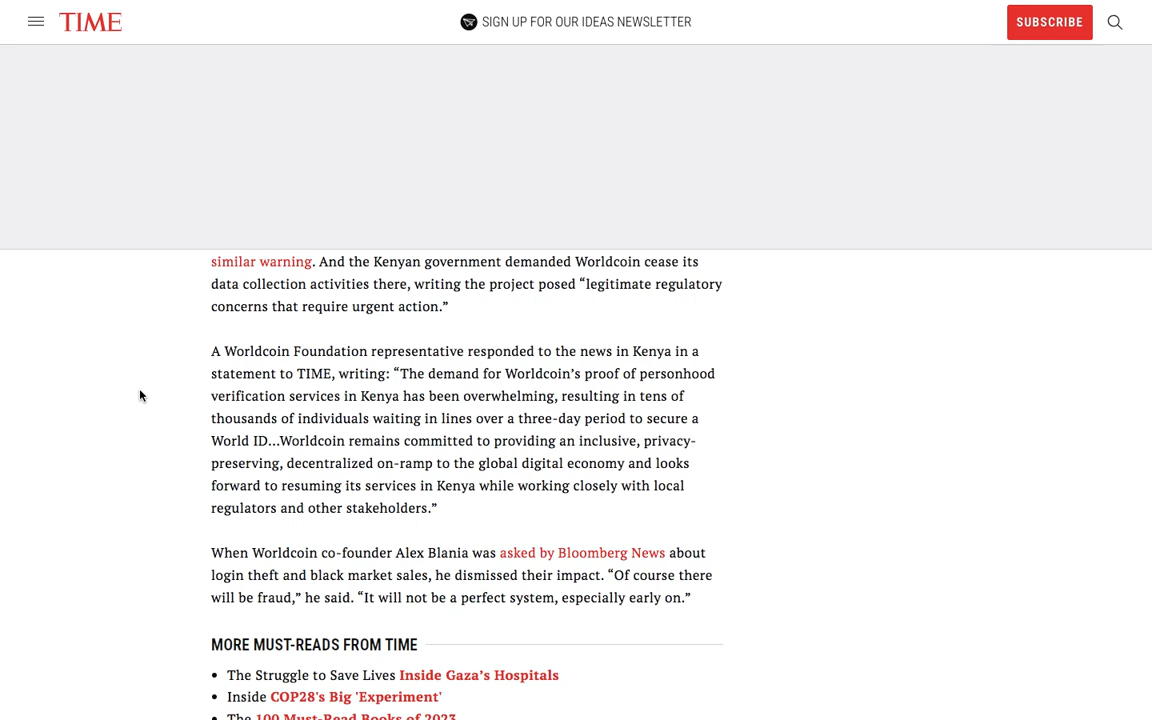 TIME
SIGN UP FOR OUR IDEAS NEWSLETTER
SUBSCRIBE
similar warning. And the Kenyan government demanded Worldcoin cease its
data collection activities there, writing the project posed “legitimate regulatory
concerns that require urgent action.”
A Worldcoin Foundation representative responded to the news in Kenya in a
statement to TIME, writing: “The demand for Worldcoin’s proof of personhood
verification services in Kenya has been overwhelming, resulting in tens of
thousands of individuals waiting in lines over a three-day period to secure a
World ID…Worldcoin remains committed to providing an inclusive, privacy-
preserving, decentralized on-ramp to the global digital economy and looks
forward to resuming its services in Kenya while working closely with local
regulators and other stakeholders.”
When Worldcoin co-founder Alex Blania was asked by Bloomberg News about
login theft and black market sales, he dismissed their impact. “Of course there
will be fraud,” he said. “It will not be a perfect system, especially early on.”
MORE MUST-READS FROM TIME
• The Struggle to Save Lives Inside Gaza’s Hospitals
• Inside COP28's Big 'Experiment'
• The 100 Must-Read Books of 2023